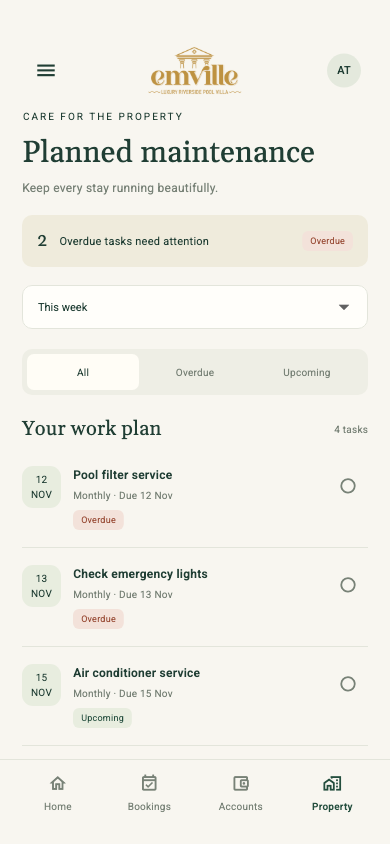 emville
LUXURY RIVERSIDE POOL VILLA
AT
CARE FOR THE PROPERTY
Planned maintenance
Keep every stay running beautifully.
2 Overdue tasks need attention Overdue
This week
All Overdue Upcoming
Your work plan 4 tasks
12 NOV
Pool filter service
Monthly · Due 12 Nov
Overdue
13 NOV
Check emergency lights
Monthly · Due 13 Nov
Overdue
15 NOV
Air conditioner service
Monthly · Due 15 Nov
Upcoming
Home Bookings Accounts Property